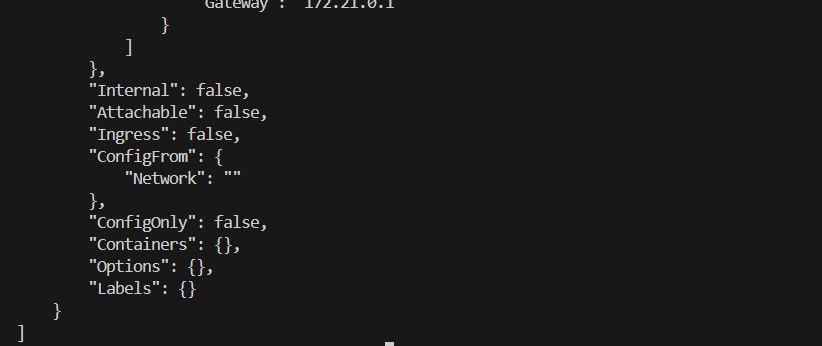 "Gateway": "172.21.0.1"
}
]
},
"Internal": false,
"Attachable": false,
"Ingress": false,
"ConfigFrom": {
"Network": ""
},
"ConfigOnly": false,
"Containers": {},
"Options": {},
"Labels": {}
}
]